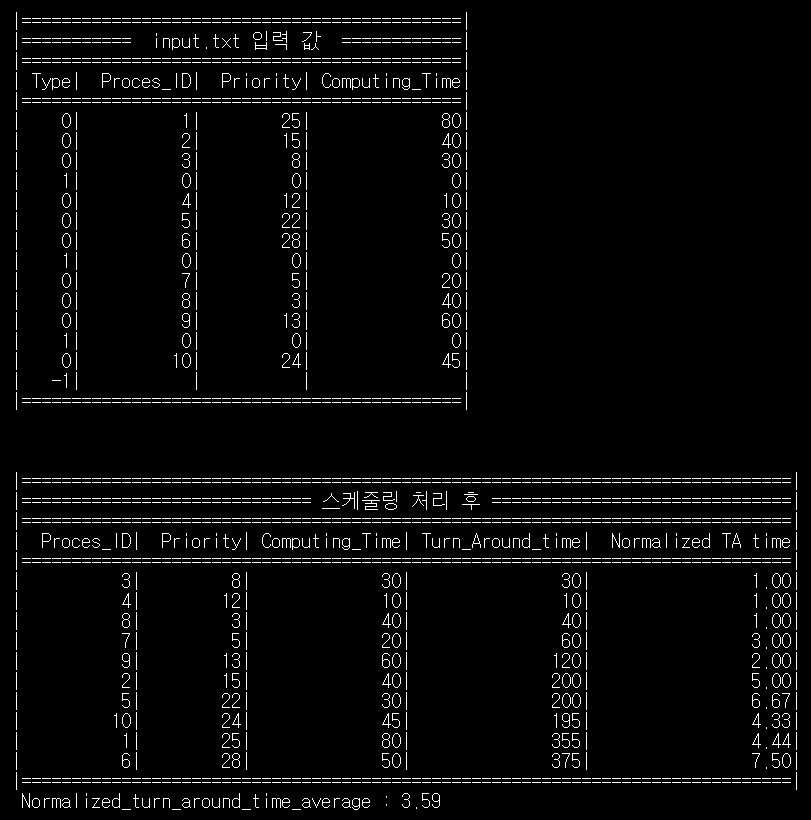 |============================================|
|===========  input.txt 입력 값  ============|
|============================================|
| Type|  Proces_ID|  Priority| Computing_Time|
|============================================|
|    0|          1|        25|             80|
|    0|          2|        15|             40|
|    0|          3|         8|             30|
|    1|          0|         0|              0|
|    0|          4|        12|             10|
|    0|          5|        22|             30|
|    0|          6|        28|             50|
|    1|          0|         0|              0|
|    0|          7|         5|             20|
|    0|          8|         3|             40|
|    0|          9|        13|             60|
|    1|          0|         0|              0|
|    0|         10|        24|             45|
|   -1|           |          |               |
|============================================|
|=============================================================================|
|============================= 스케줄링 처리 후 ==============================|
|=============================================================================|
|  Proces_ID|  Priority| Computing_Time| Turn_Around_time|  Normalized TA time|
|=============================================================================|
|          3|         8|             30|               30|                1.00|
|          4|        12|             10|               10|                1.00|
|          8|         3|             40|               40|                1.00|
|          7|         5|             20|               60|                3.00|
|          9|        13|             60|              120|                2.00|
|          2|        15|             40|              200|                5.00|
|          5|        22|             30|              200|                6.67|
|         10|        24|             45|              195|                4.33|
|          1|        25|             80|              355|                4.44|
|          6|        28|             50|              375|                7.50|
|=============================================================================|
Normalized_turn_around_time_average : 3.59